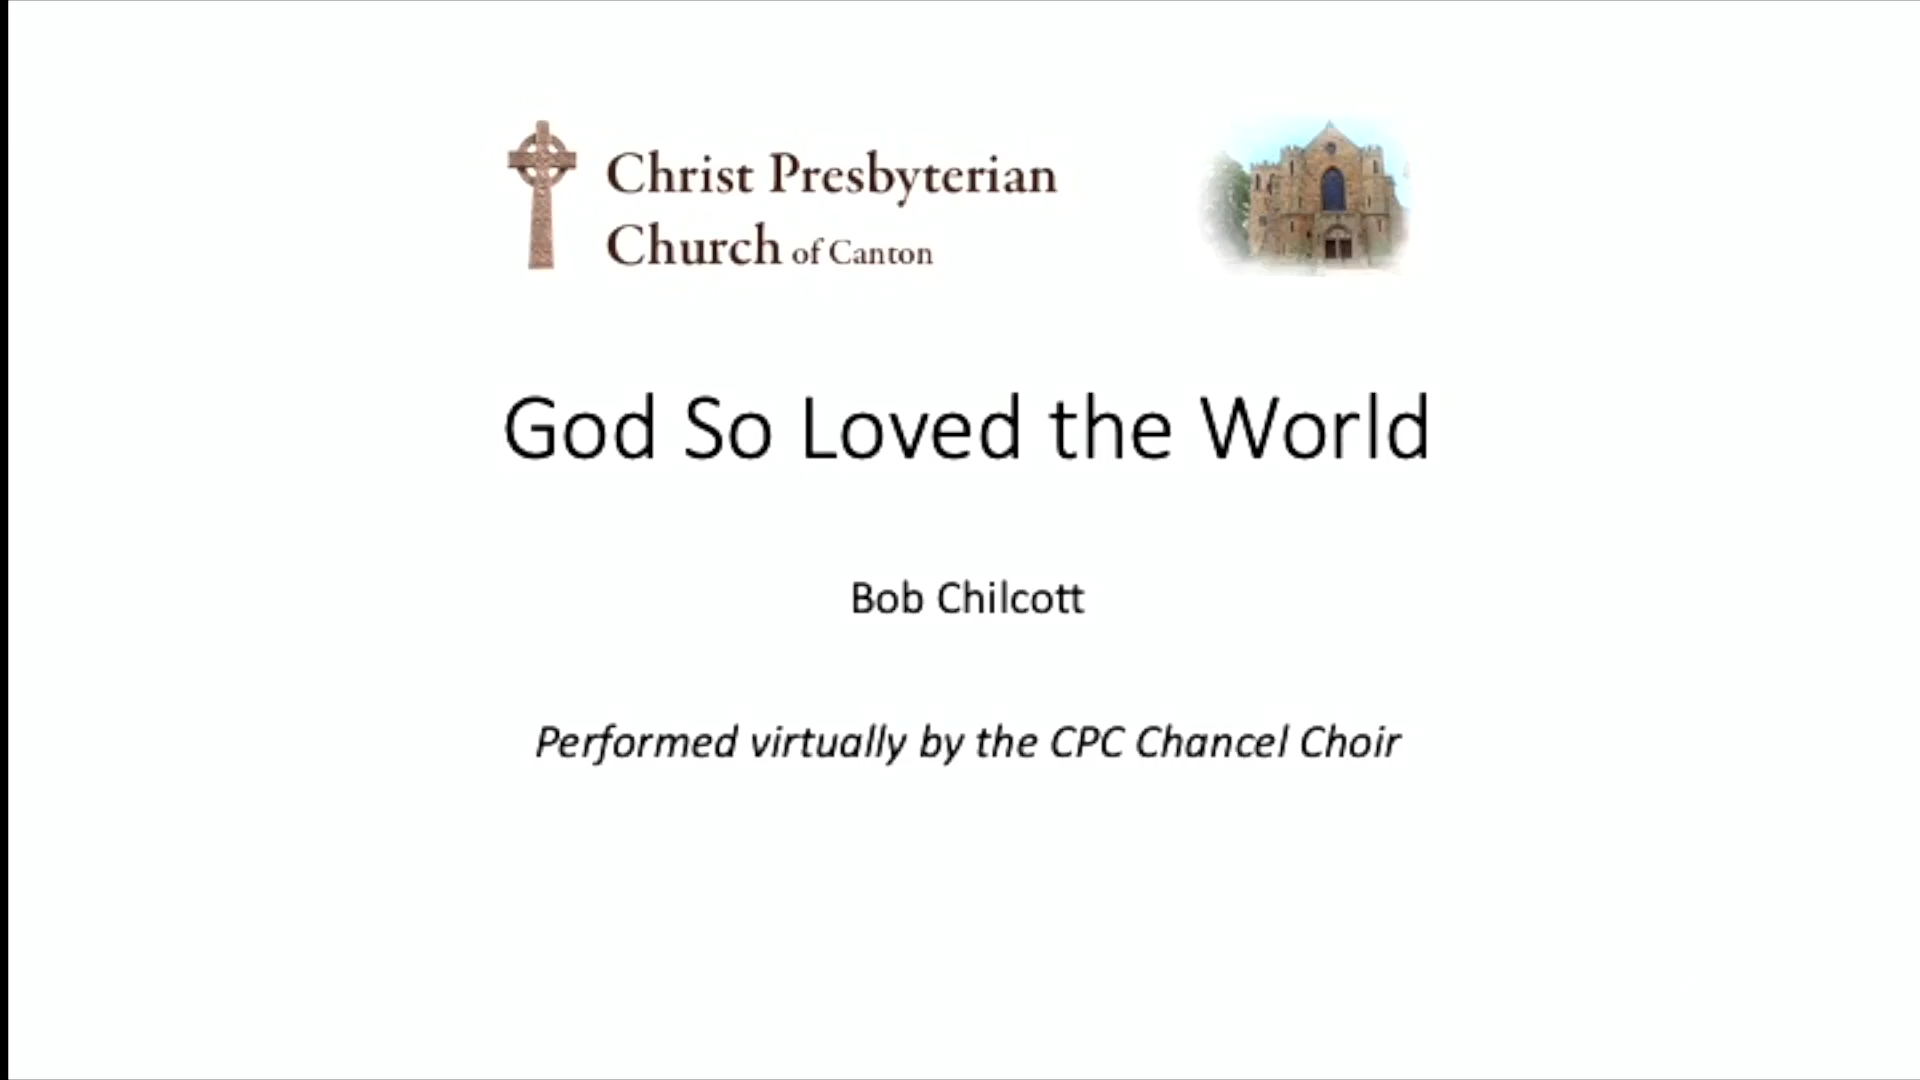 Christ Presbyterian
Church of Canton
God So Loved the World
Bob Chilcott
Performed virtually by the CPC Chancel Choir